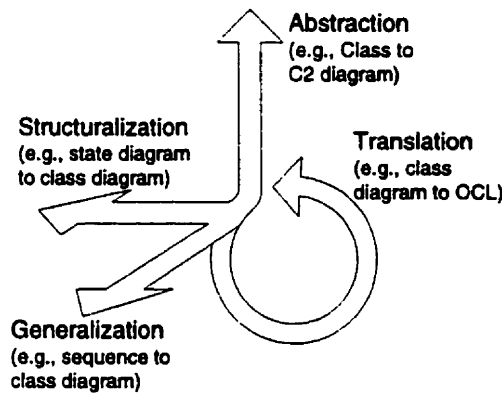 Abstraction
(e.g., Class to
C2 diagram)
Structuralization
(e.g., state diagram
to class diagram)
Translation
(e.g., class
diagram to OCL)
Generalization
(e.g., sequence to
class diagram)